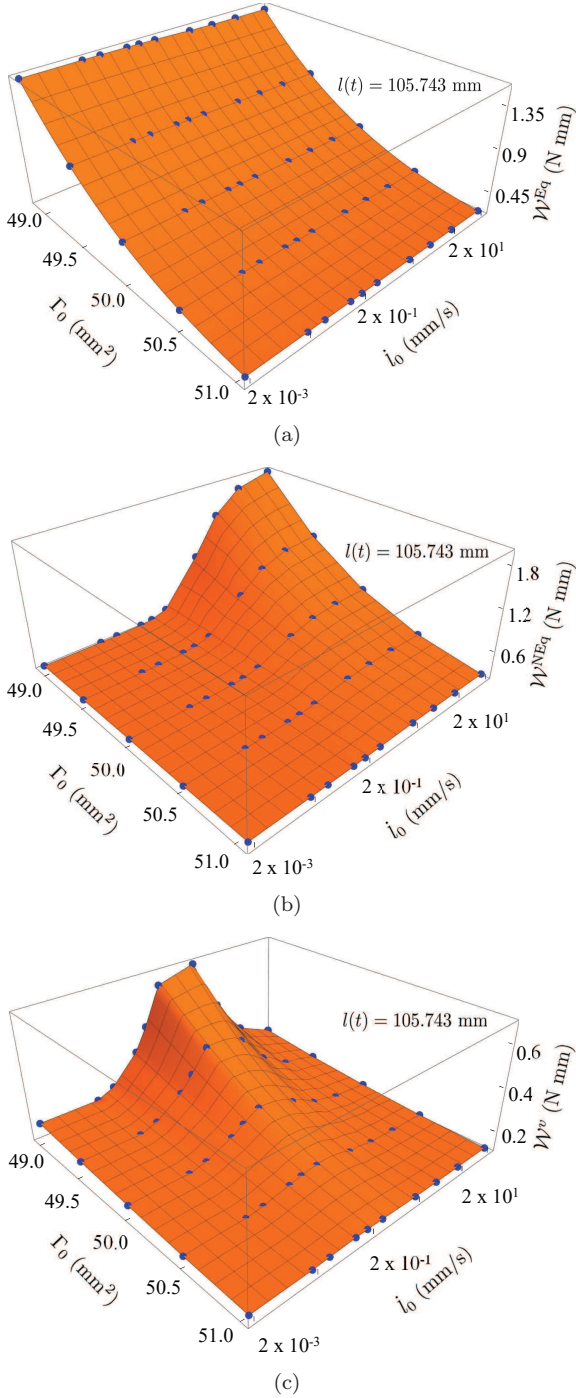 l(t) = 105.743 mm
1.35
0.9
0.45
𝒲^Eq (N mm)
49.0
49.5
50.0
50.5
51.0
Γ₀ (mm²)
2 x 10⁻³
2 x 10⁻¹
2 x 10¹
l̇₀ (mm/s)
(a)
l(t) = 105.743 mm
1.8
1.2
0.6
𝒲^NEq (N mm)
49.0
49.5
50.0
50.5
51.0
Γ₀ (mm²)
2 x 10⁻³
2 x 10⁻¹
2 x 10¹
l̇₀ (mm/s)
(b)
l(t) = 105.743 mm
0.6
0.4
0.2
𝒲^v (N mm)
49.0
49.5
50.0
50.5
51.0
Γ₀ (mm²)
2 x 10⁻³
2 x 10⁻¹
2 x 10¹
l̇₀ (mm/s)
(c)